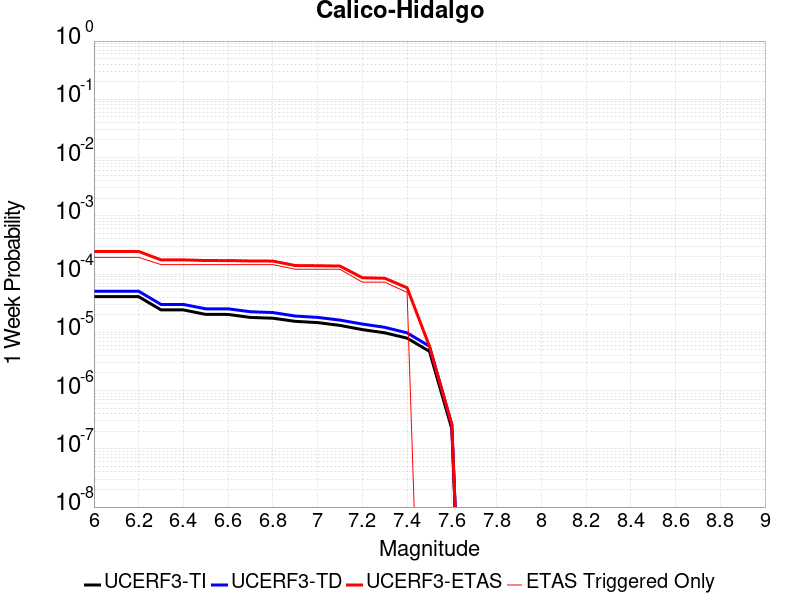 Calico-Hidalgo
10^0
10^-1
10^-2
10^-3
10^-4
10^-5
10^-6
10^-7
10^-8
1 Week Probability
6 6.2 6.4 6.6 6.8 7 7.2 7.4 7.6 7.8 8 8.2 8.4 8.6 8.8 9
Magnitude
UCERF3-TI UCERF3-TD UCERF3-ETAS ETAS Triggered Only